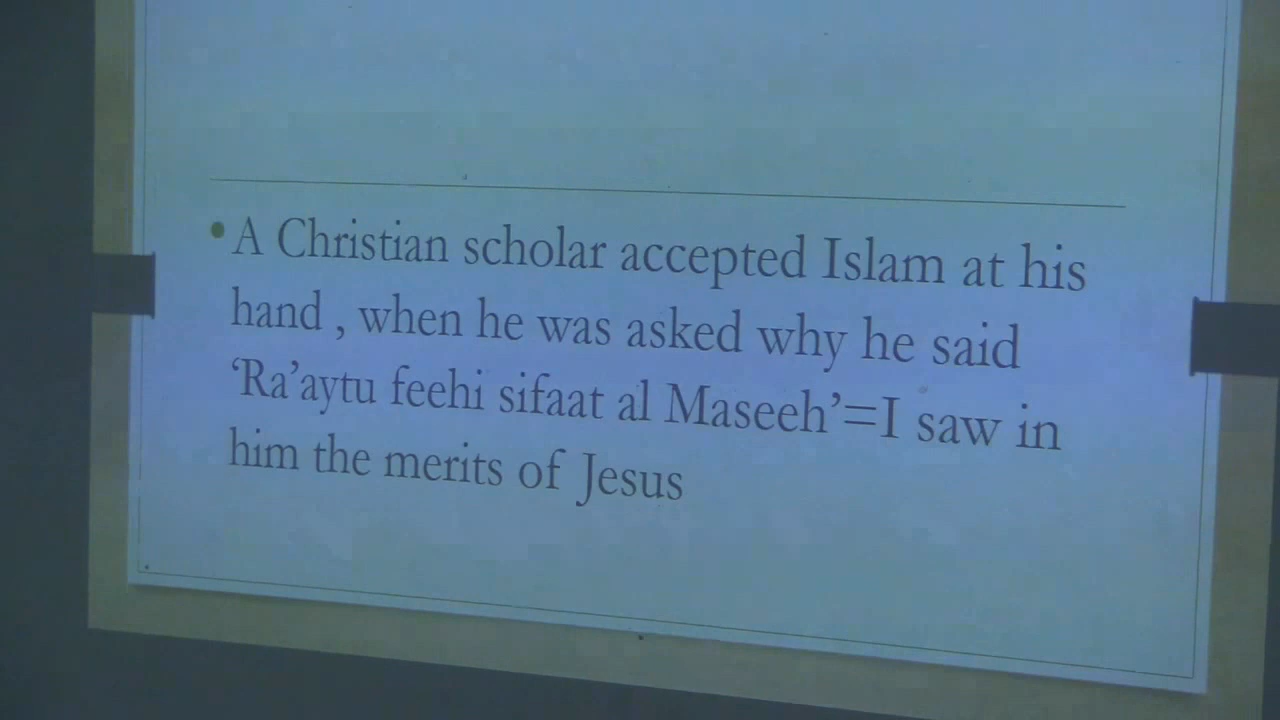 • A Christian scholar accepted Islam at his
hand , when he was asked why he said
‘Ra’aytu feehi sifaat al Maseeh’=I saw in
him the merits of Jesus